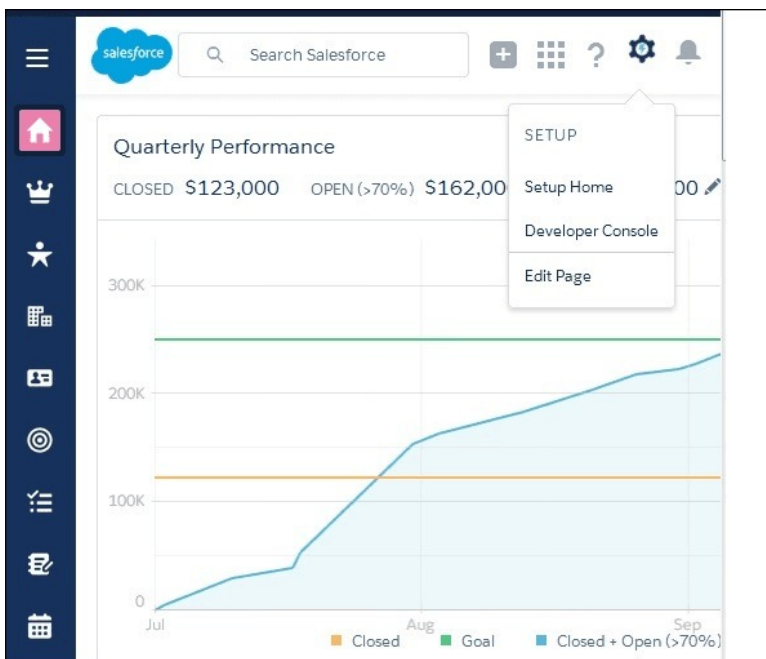 salesforce
Search Salesforce
Quarterly Performance
CLOSED $123,000 OPEN (>70%) $162,00
00
SETUP
Setup Home
Developer Console
Edit Page
300K
200K
100K
0
Jul Aug Sep
Closed Goal Closed + Open (>70%)